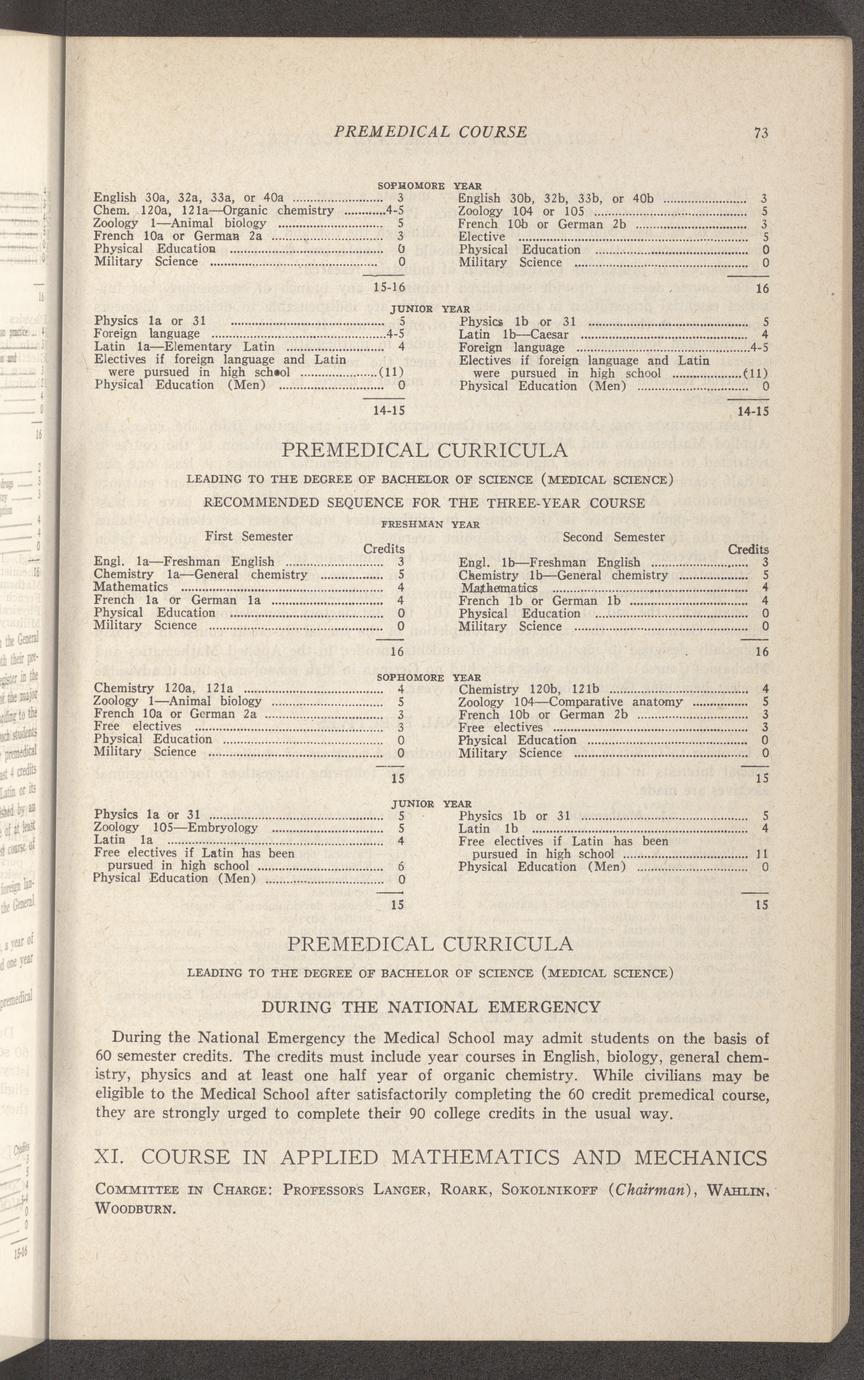 PREMEDICAL COURSE 73
SOPHOMORE YEAR
English 30a, 32a, 33a, or 40a ........ 3
Chem. 120a, 121a—Organic chemistry ........ 4-5
Zoology 1—Animal biology ........ 5
French 10a or German 2a ........ 3
Physical Education ........ 0
Military Science ........ 0
15-16
English 30b, 32b, 33b, or 40b ........ 3
Zoology 104 or 105 ........ 5
French 10b or German 2b ........ 3
Elective ........ 5
Physical Education ........ 0
Military Science ........ 0
16
JUNIOR YEAR
Physics 1a or 31 ........ 5
Foreign language ........ 4-5
Latin 1a—Elementary Latin ........ 4
Electives if foreign language and Latin
were pursued in high school ........ (11)
Physical Education (Men) ........ 0
14-15
Physics 1b or 31 ........ 5
Latin 1b—Caesar ........ 4
Foreign language ........ 4-5
Electives if foreign language and Latin
were pursued in high school ........ (11)
Physical Education (Men) ........ 0
14-15
PREMEDICAL CURRICULA
LEADING TO THE DEGREE OF BACHELOR OF SCIENCE (MEDICAL SCIENCE)
RECOMMENDED SEQUENCE FOR THE THREE-YEAR COURSE
FRESHMAN YEAR
First Semester
Credits
Engl. 1a—Freshman English ........ 3
Chemistry 1a—General chemistry ........ 5
Mathematics ........ 4
French 1a or German 1a ........ 4
Physical Education ........ 0
Military Science ........ 0
16
Second Semester
Credits
Engl. 1b—Freshman English ........ 3
Chemistry 1b—General chemistry ........ 5
Mathematics ........ 4
French 1b or German 1b ........ 4
Physical Education ........ 0
Military Science ........ 0
16
SOPHOMORE YEAR
Chemistry 120a, 121a ........ 4
Zoology 1—Animal biology ........ 5
French 10a or German 2a ........ 3
Free electives ........ 3
Physical Education ........ 0
Military Science ........ 0
15
Chemistry 120b, 121b ........ 4
Zoology 104—Comparative anatomy ........ 5
French 10b or German 2b ........ 3
Free electives ........ 3
Physical Education ........ 0
Military Science ........ 0
15
JUNIOR YEAR
Physics 1a or 31 ........ 5
Zoology 105—Embryology ........ 5
Latin 1a ........ 4
Free electives if Latin has been
pursued in high school ........ 6
Physical Education (Men) ........ 0
15
Physics 1b or 31 ........ 5
Latin 1b ........ 4
Free electives if Latin has been
pursued in high school ........ 11
Physical Education (Men) ........ 0
15
PREMEDICAL CURRICULA
LEADING TO THE DEGREE OF BACHELOR OF SCIENCE (MEDICAL SCIENCE)
DURING THE NATIONAL EMERGENCY
During the National Emergency the Medical School may admit students on the basis of
60 semester credits. The credits must include year courses in English, biology, general chem-
istry, physics and at least one half year of organic chemistry. While civilians may be
eligible to the Medical School after satisfactorily completing the 60 credit premedical course,
they are strongly urged to complete their 90 college credits in the usual way.
XI. COURSE IN APPLIED MATHEMATICS AND MECHANICS
COMMITTEE IN CHARGE: PROFESSORS LANGER, ROARK, SOKOLNIKOFF (Chairman), WAHLIN,
WOODBURN.